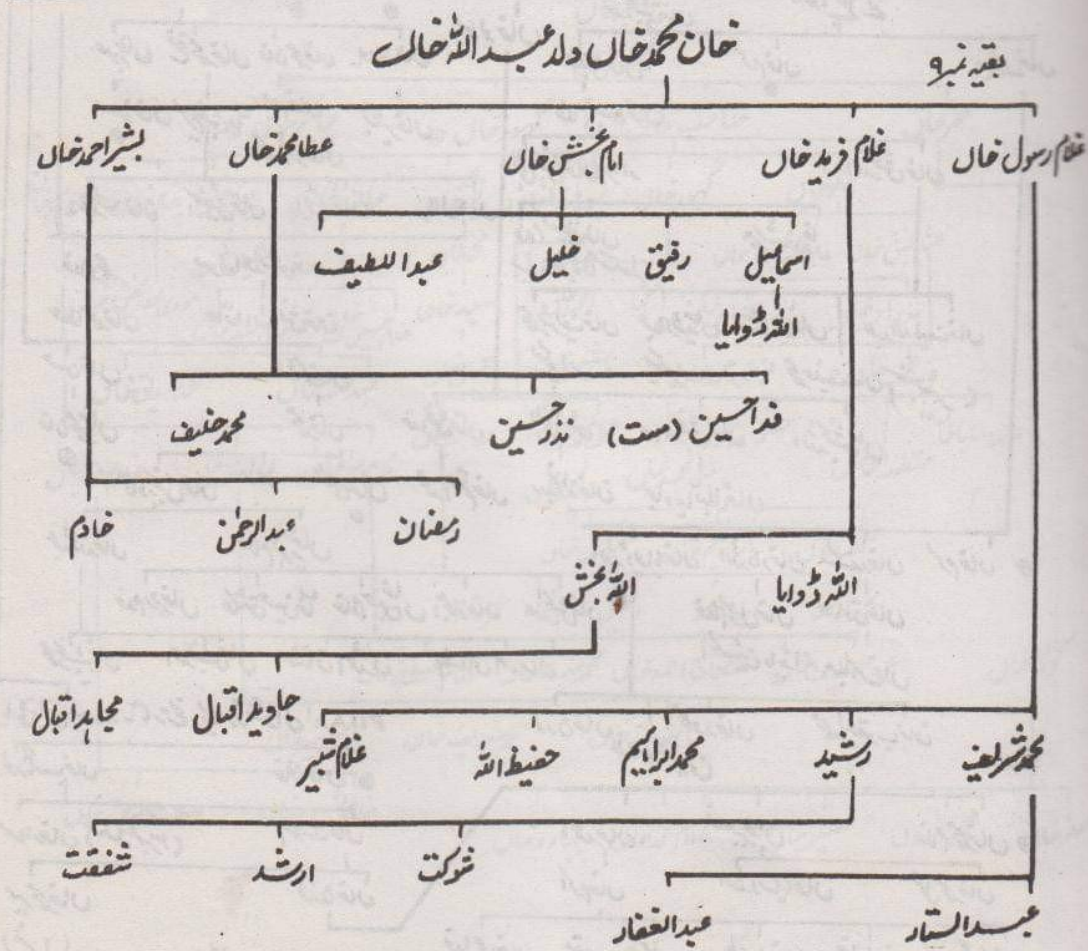 بقیہ نمبر ۹
خان محمد خاں ولد عبداللہ خاں
غلام رسول خاں غلام فرید خاں امام بخش خاں عطا محمد خاں بشیر احمد خاں
اسماعیل رفیق خلیل عبداللطیف
اللہ ڈوایا
فدا حسین (مست) نذر حسین محمد حنیف
رمضان عبدالرحمٰن خادم
اللہ ڈوایا اللہ بخش
جاوید اقبال مجاہد اقبال
محمد شریف رشید محمد ابراہیم حفیظ اللہ غلام شبیر
شوکت ارشد شفقت
عبدالستار عبدالغفار